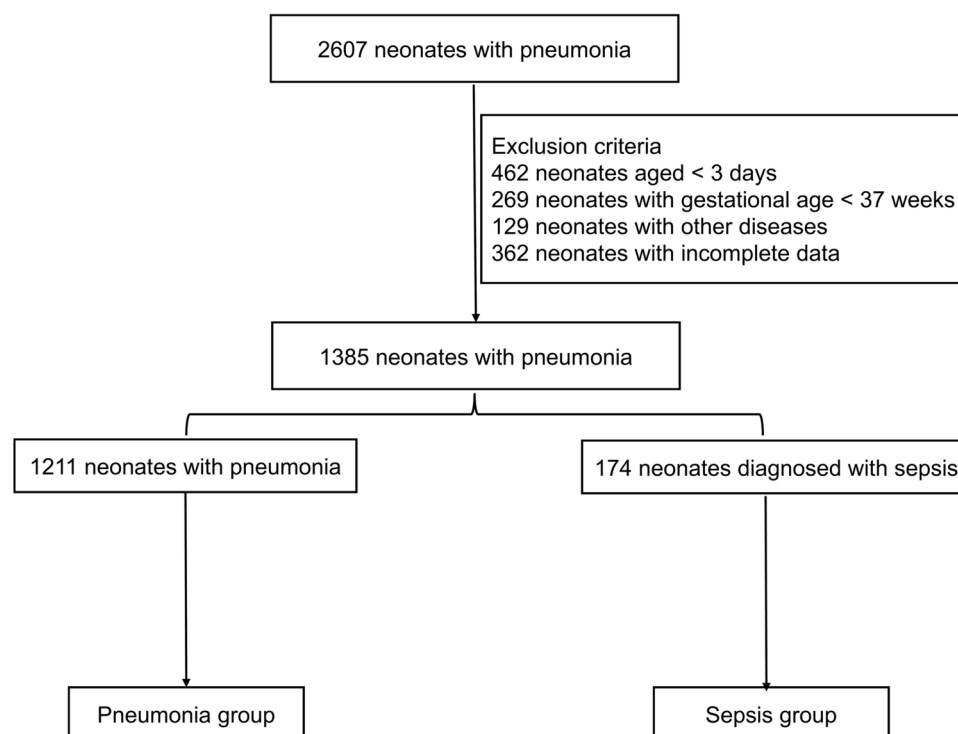 2607 neonates with pneumonia
Exclusion criteria
462 neonates aged < 3 days
269 neonates with gestational age < 37 weeks
129 neonates with other diseases
362 neonates with incomplete data
1385 neonates with pneumonia
1211 neonates with pneumonia
174 neonates diagnosed with sepsis
Pneumonia group
Sepsis group